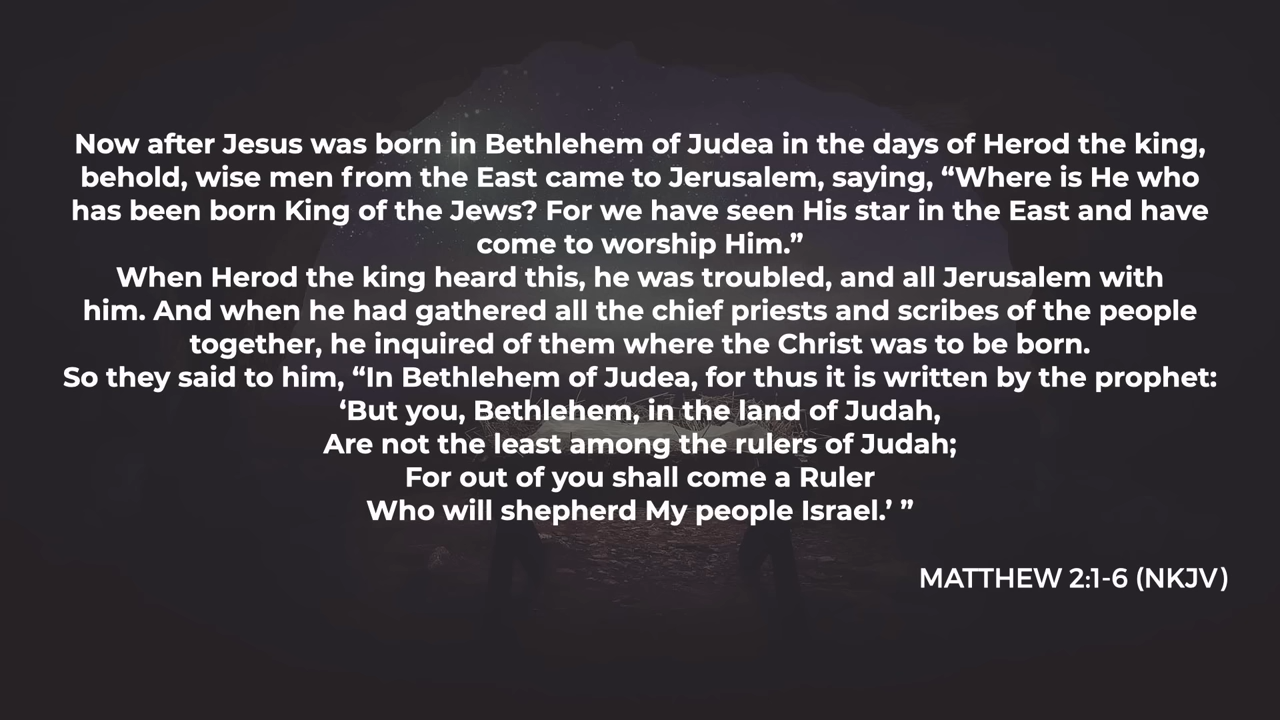 Now after Jesus was born in Bethlehem of Judea in the days of Herod the king,
behold, wise men from the East came to Jerusalem, saying, “Where is He who
has been born King of the Jews? For we have seen His star in the East and have
come to worship Him.”
When Herod the king heard this, he was troubled, and all Jerusalem with
him. And when he had gathered all the chief priests and scribes of the people
together, he inquired of them where the Christ was to be born.
So they said to him, “In Bethlehem of Judea, for thus it is written by the prophet:
‘But you, Bethlehem, in the land of Judah,
Are not the least among the rulers of Judah;
For out of you shall come a Ruler
Who will shepherd My people Israel.’ ”
MATTHEW 2:1-6 (NKJV)